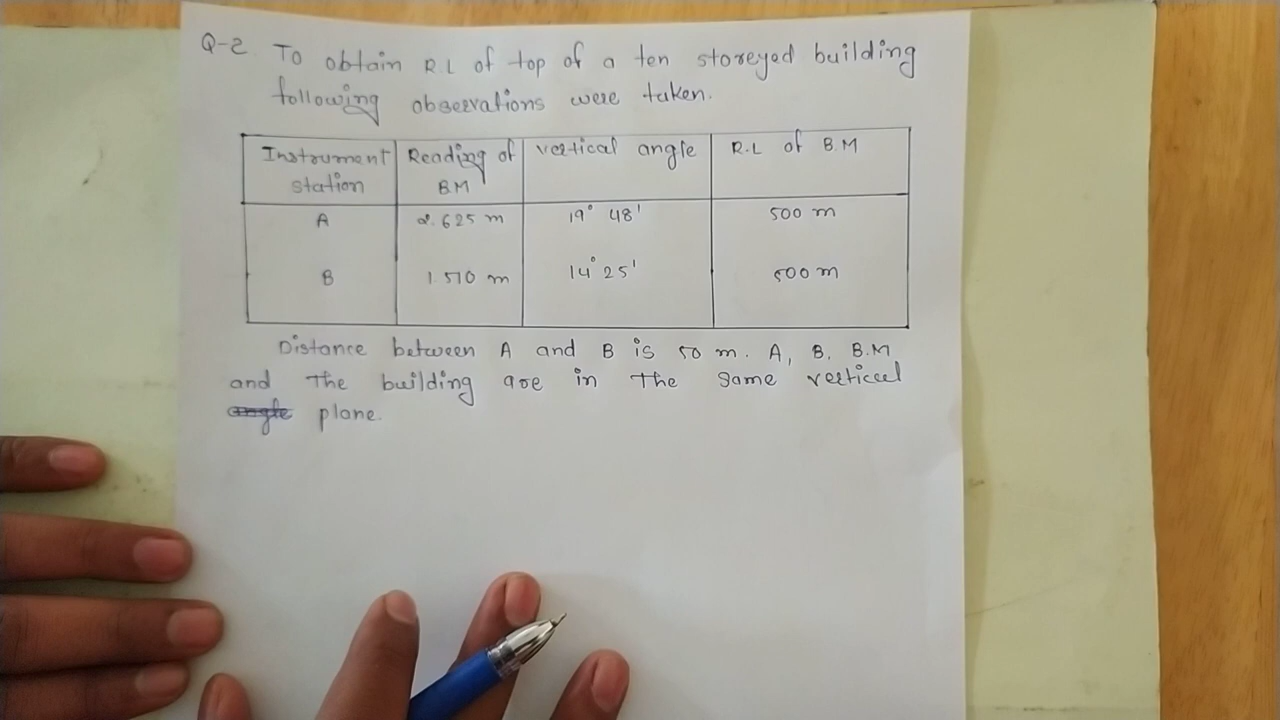 Q-2 To obtain R.L of top of a ten storeyed building
following observations were taken.
Instrument station | Reading of BM | vertical angle | R.L of B.M
A | 2.625 m | 19° 48' | 500 m
B | 1.510 m | 14° 25' | 500 m
Distance between A and B is 50 m. A, B, B.M
and The building are in The same vertical
plane.